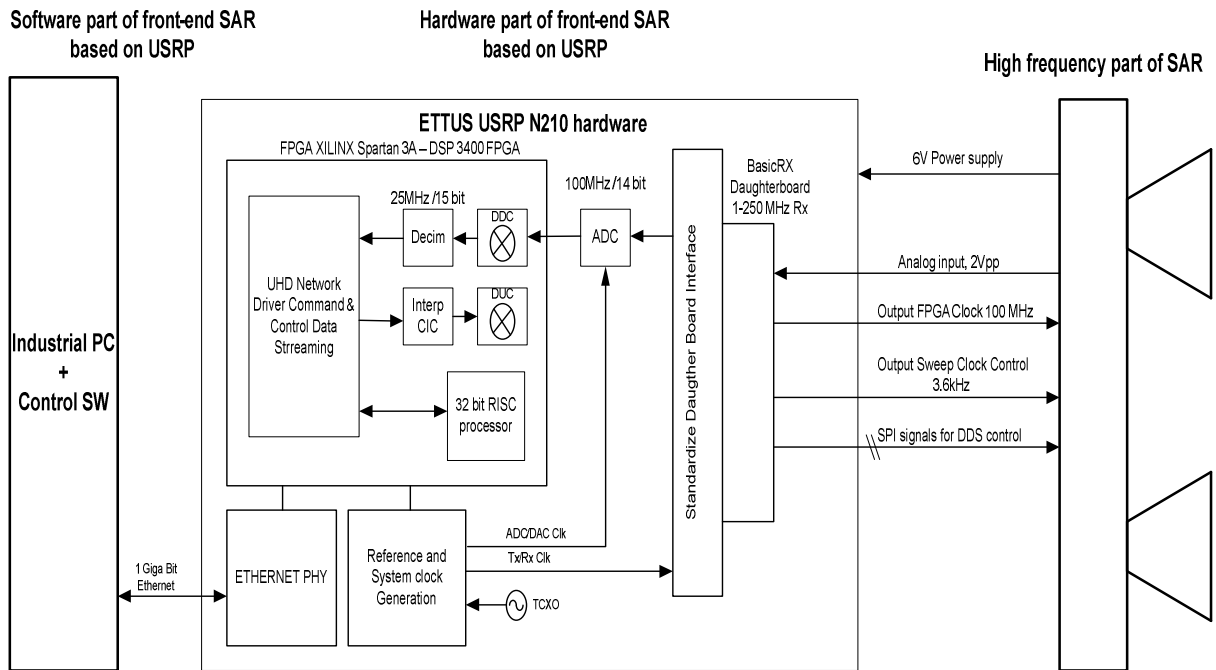 Software part of front-end SAR
based on USRP
Hardware part of front-end SAR
based on USRP
High frequency part of SAR
ETTUS USRP N210 hardware
FPGA XILINX Spartan 3A – DSP 3400 FPGA
25MHz /15 bit
100MHz /14 bit
BasicRX
Daughterboard
1-250 MHz Rx
6V Power supply
DDC
Decim
ADC
UHD Network
Driver Command &
Control Data
Strreaming
Interp
CIC
DUC
32 bit RISC
processor
Standardize Daugther Board Interface
Analog input, 2Vpp
Output FPGA Clock 100 MHz
Output Sweep Clock Control
3.6kHz
SPI signals for DDS control
Industrial PC
+
Control SW
1 Giga Bit
Ethernet
ETHERNET PHY
Reference and
System clock
Generation
ADC/DAC Clk
Tx/Rx Clk
TCXO